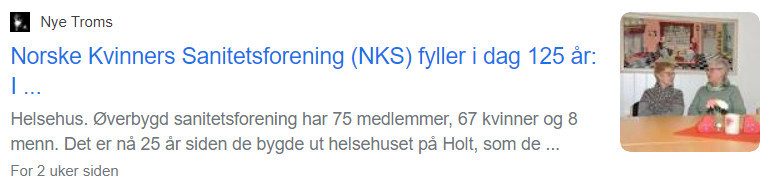 Nye Troms
Norske Kvinners Sanitetsforening (NKS) fyller i dag 125 år:
I ...
Helsehus. Øverbygd sanitetsforening har 75 medlemmer, 67 kvinner og 8
menn. Det er nå 25 år siden de bygde ut helsehuset på Holt, som de ...
For 2 uker siden